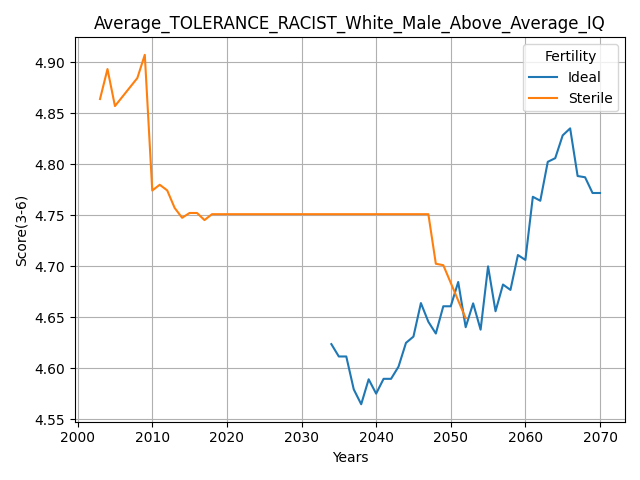 Average_TOLERANCE_RACIST_White_Male_Above_Average_IQ
Fertility
Ideal
Sterile
4.90
4.85
4.80
4.75
4.70
4.65
4.60
4.55
Score(3-6)
2000 2010 2020 2030 2040 2050 2060 2070
Years